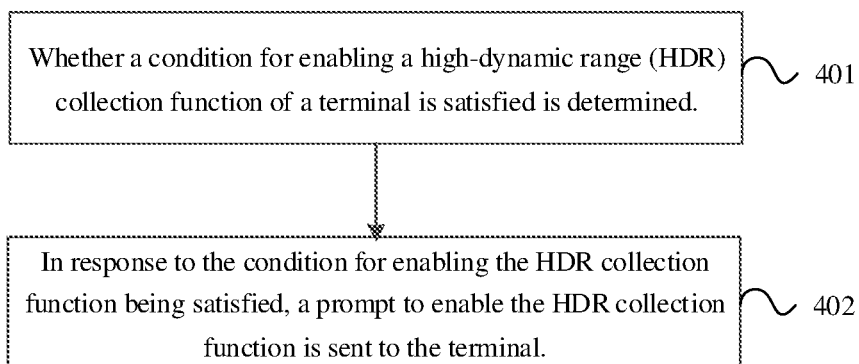 Whether a condition for enabling a high-dynamic range (HDR)
collection function of a terminal is satisfied is determined.
401
In response to the condition for enabling the HDR collection
function being satisfied, a prompt to enable the HDR collection
function is sent to the terminal.
402